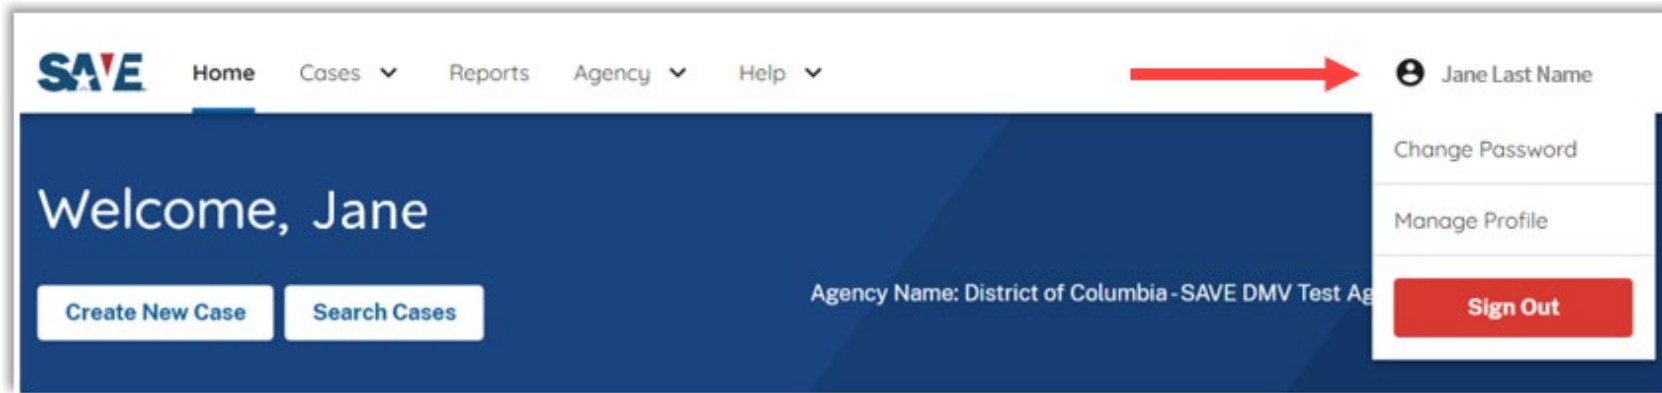 SAVE Home Cases Reports Agency Help Jane Last Name
Change Password
Welcome, Jane
Manage Profile
Agency Name: District of Columbia - SAVE DMV Test Ag
Create New Case Search Cases
Sign Out